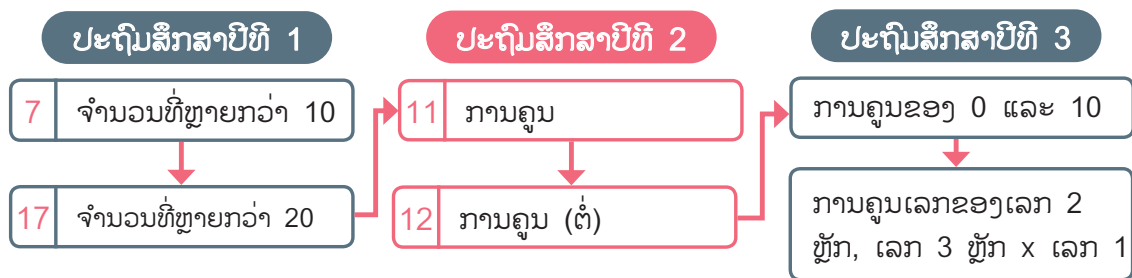 ປະຖົມສຶກສາປີທີ 1
7 ຈຳນວນທີ່ຫຼາຍກວ່າ 10
17 ຈຳນວນທີ່ຫຼາຍກວ່າ 20
ປະຖົມສຶກສາປີທີ 2
11 ການຄູນ
12 ການຄູນ (ຕໍ່)
ປະຖົມສຶກສາປີທີ 3
ການຄູນຂອງ 0 ແລະ 10
ການຄູນເລກຂອງເລກ 2
ຫຼັກ, ເລກ 3 ຫຼັກ x ເລກ 1